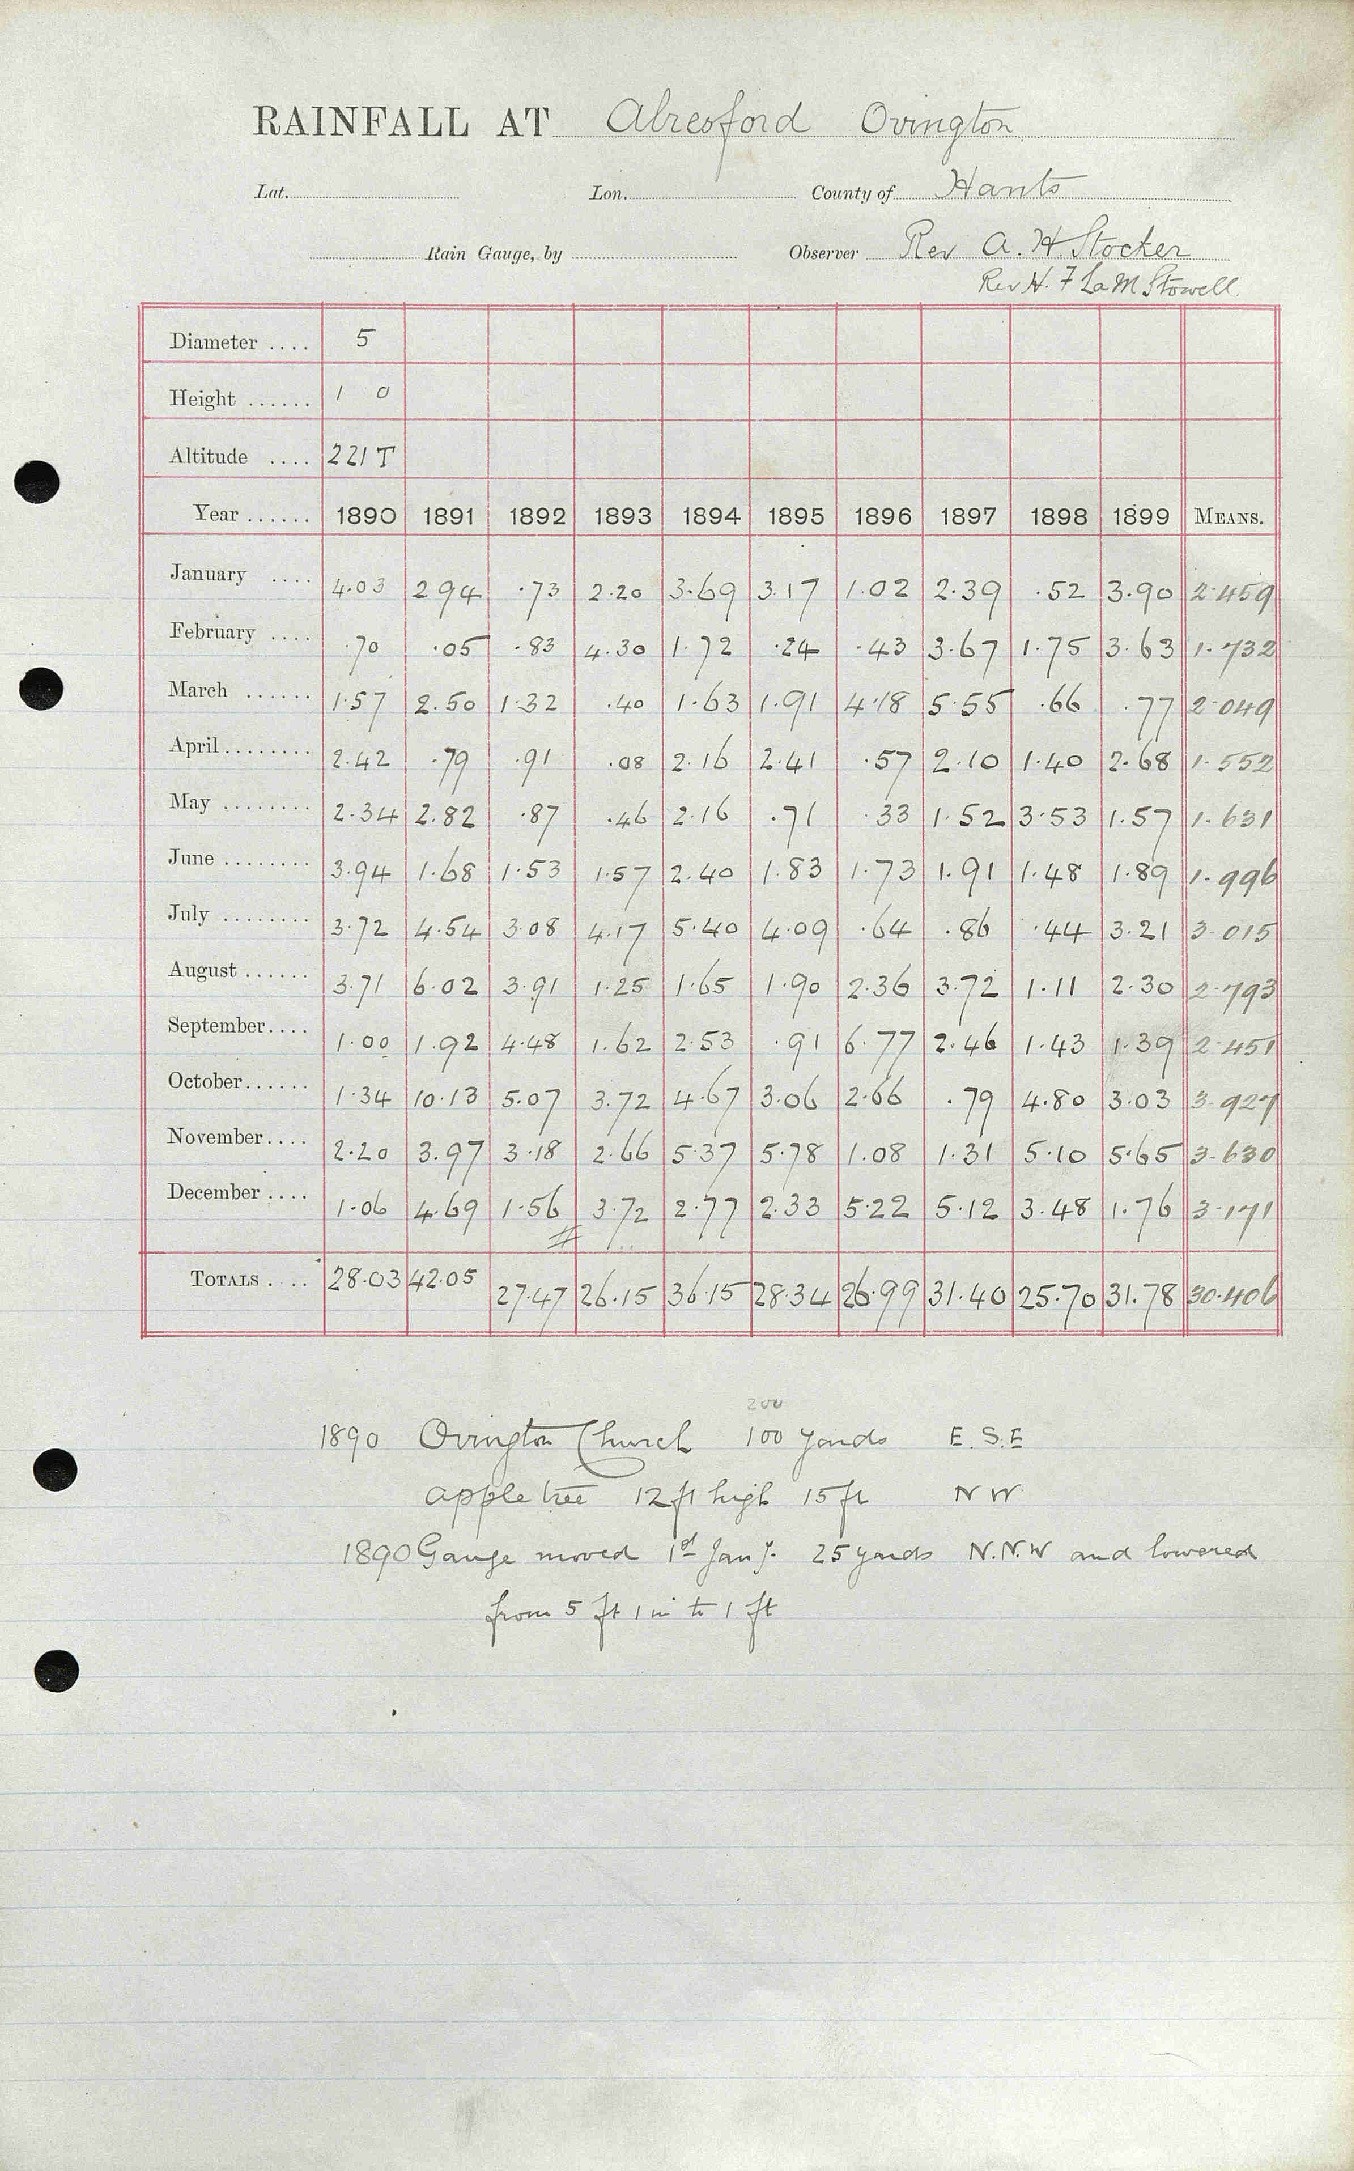 RAINFALL AT Alresford Ovington
Lat. Lon. County of Hants
Rain Gauge, by Observer Rev A. H. Stocker
Rev H. F La M Stowell
Diameter .... 5
Height ...... 1 0
Altitude .... 221 T
Year ...... 1890 1891 1892 1893 1894 1895 1896 1897 1898 1899 MEANS.
January .... 4.03 2.94 .73 2.20 3.69 3.17 1.02 2.39 .52 3.90 2.459
February .... .70 .05 .83 4.30 1.72 .24 .43 3.67 1.75 3.63 1.732
March ...... 1.57 2.50 1.32 .40 1.63 1.91 4.18 5.55 .66 .77 2.049
April ........ 2.42 .79 .91 .08 2.16 2.41 .57 2.10 1.40 2.68 1.552
May ........ 2.34 2.82 .87 .46 2.16 .71 .33 1.52 3.53 1.57 1.631
June ........ 3.94 1.68 1.53 1.57 2.40 1.83 1.73 1.91 1.48 1.89 1.996
July ........ 3.72 4.54 3.08 4.17 5.40 4.09 .64 .86 .44 3.21 3.015
August ...... 3.71 6.02 3.91 1.25 1.65 1.90 2.36 3.72 1.11 2.30 2.793
September .... 1.00 1.92 4.48 1.62 2.53 .91 6.77 2.46 1.43 1.39 2.451
October ...... 1.34 10.13 5.07 3.72 4.67 3.06 2.66 .79 4.80 3.03 3.927
November .... 2.20 3.97 3.18 2.66 5.37 5.78 1.08 1.31 5.10 5.65 3.630
December .... 1.06 4.69 1.56 3.72 2.77 2.33 5.22 5.12 3.48 1.76 3.171
TOTALS .... 28.03 42.05 27.47 26.15 36.15 28.34 26.99 31.40 25.70 31.78 30.406
200
1890 Ovington Church 100 yards E.S.E
apple tree 12 ft high 15 ft N W
1890 Gauge moved 1st Jan y. 25 yards N.N.W and lowered
from 5 ft 1 in to 1 ft